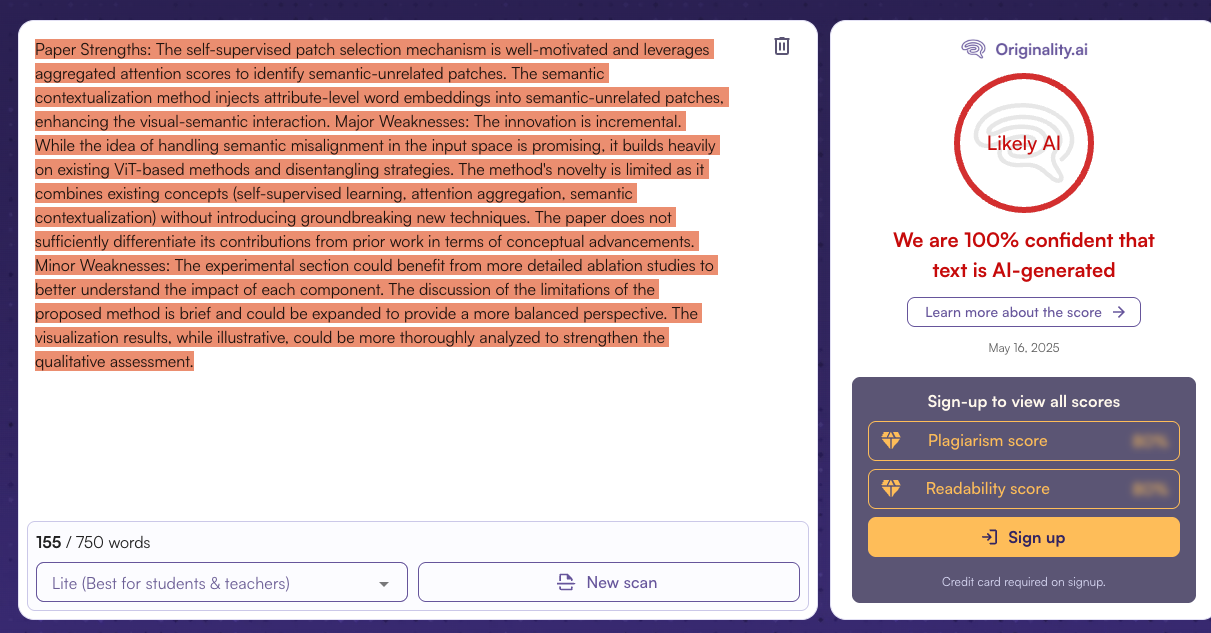 Paper Strengths: The self-supervised patch selection mechanism is well-motivated and leverages
aggregated attention scores to identify semantic-unrelated patches. The semantic
contextualization method injects attribute-level word embeddings into semantic-unrelated patches,
enhancing the visual-semantic interaction. Major Weaknesses: The innovation is incremental.
While the idea of handling semantic misalignment in the input space is promising, it builds heavily
on existing ViT-based methods and disentangling strategies. The method's novelty is limited as it
combines existing concepts (self-supervised learning, attention aggregation, semantic
contextualization) without introducing groundbreaking new techniques. The paper does not
sufficiently differentiate its contributions from prior work in terms of conceptual advancements.
Minor Weaknesses: The experimental section could benefit from more detailed ablation studies to
better understand the impact of each component. The discussion of the limitations of the
proposed method is brief and could be expanded to provide a more balanced perspective. The
visualization results, while illustrative, could be more thoroughly analyzed to strengthen the
qualitative assessment.
155 / 750 words
Lite (Best for students & teachers)
New scan
Originality.ai
Likely AI
We are 100% confident that
text is AI-generated
Learn more about the score
May 16, 2025
Sign-up to view all scores
Plagiarism score
Readability score
Sign up
Credit card required on signup.